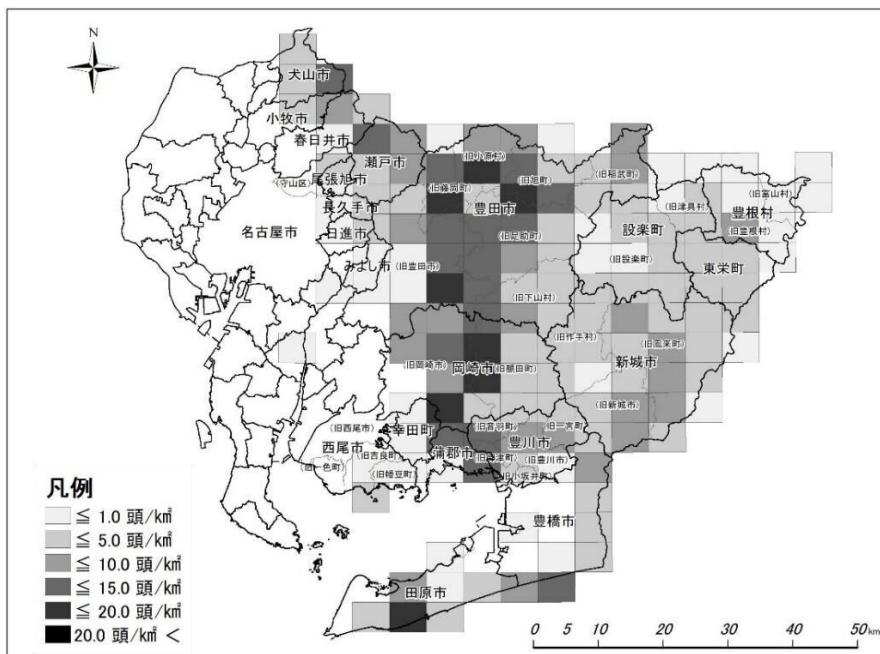 N
犬山市
小牧市
春日井市
瀬戸市
(旧小原村)
(旧稲武町)
(守山区)
尾張旭市
(旧藤岡町)
(旧旭町)
豊田市
(旧津具村)
(旧富山村)
豊根村
長久手市
名古屋市
日進市
(旧足助町)
設楽町
(旧豊根村)
みよし市
(旧豊田市)
(旧設楽町)
東栄町
(旧下山村)
(旧作手村)
(旧鳳来町)
新城市
(旧岡崎市)
岡崎市
(旧額田町)
(旧新城市)
(旧西尾市)
幸田町
(旧音羽町)
(旧一宮町)
豊川市
西尾市
(旧吉良町)
蒲郡市
(旧豊川市)
(旧一色町)
(旧幡豆町)
(旧小坂井町)
豊橋市
田原市
凡例
≦ 1.0 頭/k㎡
≦ 5.0 頭/k㎡
≦ 10.0 頭/k㎡
≦ 15.0 頭/k㎡
≦ 20.0 頭/k㎡
20.0 頭/k㎡ <
0 5 10 20 30 40 50 km